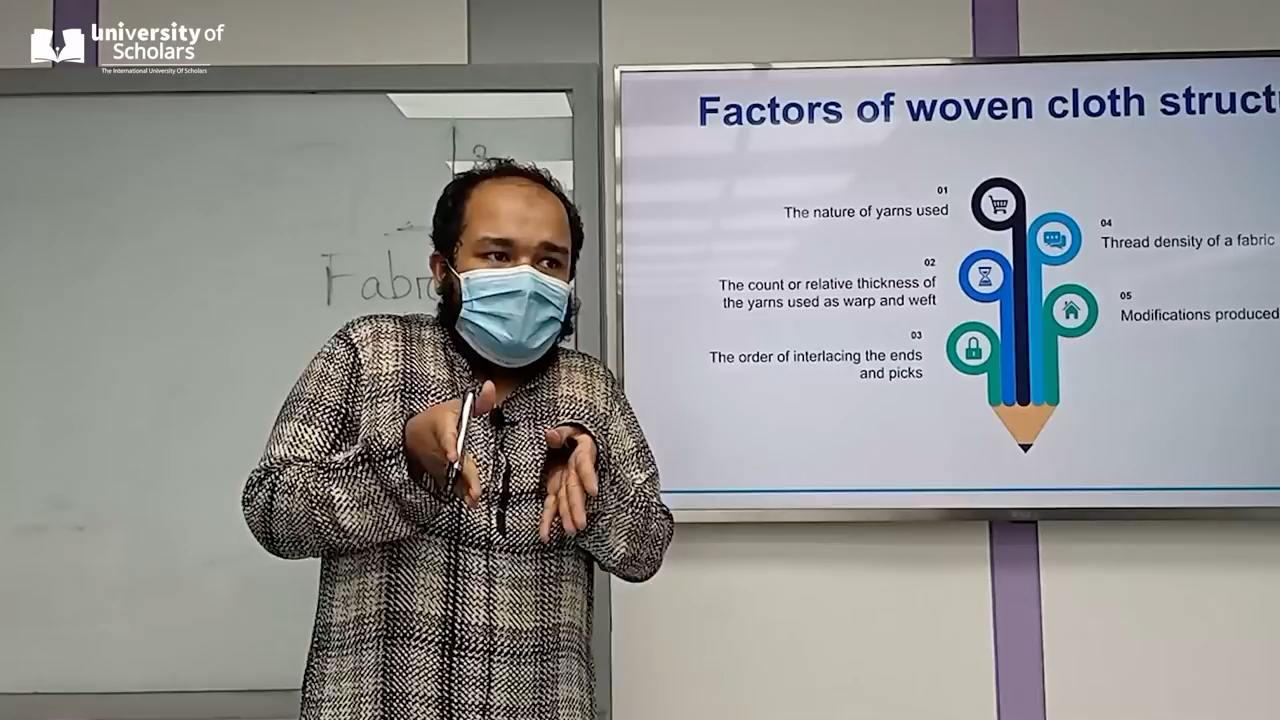 University of
Scholars
The International University Of Scholars
Factors of woven cloth struct
01
The nature of yarns used
02
The count or relative thickness of
the yarns used as warp and weft
03
The order of interlacing the ends
and picks
04
Thread density of a fabric
05
Modifications produced
Fabr